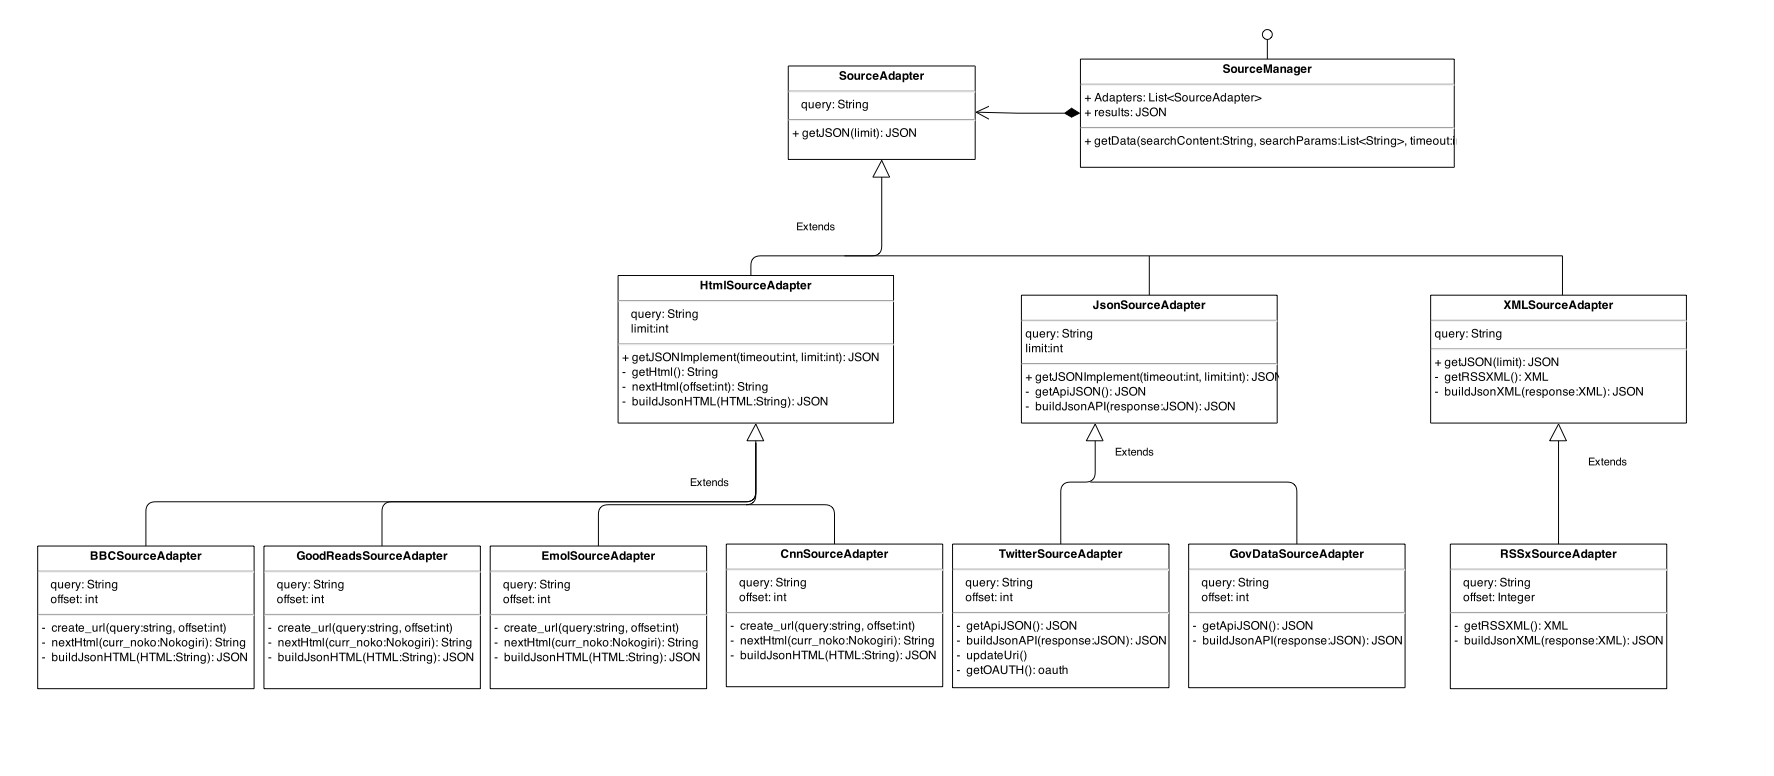 SourceAdapter
query: String
+ getJSON(limit): JSON
SourceManager
+ Adapters: List<SourceAdapter>
+ results: JSON
+ getData(searchContent:String, searchParams:List<String>, timeout:i
Extends
HtmlSourceAdapter
query: String
limit:int
+ getJSONImplement(timeout:int, limit:int): JSON
- getHtml(): String
- nextHtml(offset:int): String
- buildJsonHTML(HTML:String): JSON
JsonSourceAdapter
query: String
limit:int
+ getJSONImplement(timeout:int, limit:int): JSON
- getApiJSON(): JSON
- buildJsonAPI(response:JSON): JSON
XMLSourceAdapter
query: String
+ getJSON(limit): JSON
- getRSSXML(): XML
- buildJsonXML(response:XML): JSON
Extends
Extends
Extends
BBCSourceAdapter
query: String
offset: int
- create_url(query:string, offset:int)
- nextHtml(curr_noko:Nokogiri): String
- buildJsonHTML(HTML:String): JSON
GoodReadsSourceAdapter
query: String
offset: int
- create_url(query:string, offset:int)
- nextHtml(curr_noko:Nokogiri): String
- buildJsonHTML(HTML:String): JSON
EmolSourceAdapter
query: String
offset: int
- create_url(query:string, offset:int)
- nextHtml(curr_noko:Nokogiri): String
- buildJsonHTML(HTML:String): JSON
CnnSourceAdapter
query: String
offset: int
- create_url(query:string, offset:int)
- nextHtml(curr_noko:Nokogiri): String
- buildJsonHTML(HTML:String): JSON
TwitterSourceAdapter
query: String
offset: int
- getApiJSON(): JSON
- buildJsonAPI(response:JSON): JSON
- updateUri()
- getOAUTH(): oauth
GovDataSourceAdapter
query: String
offset: int
- getApiJSON(): JSON
- buildJsonAPI(response:JSON): JSON
RSSxSourceAdapter
query: String
offset: Integer
- getRSSXML(): XML
- buildJsonXML(response:XML): JSON